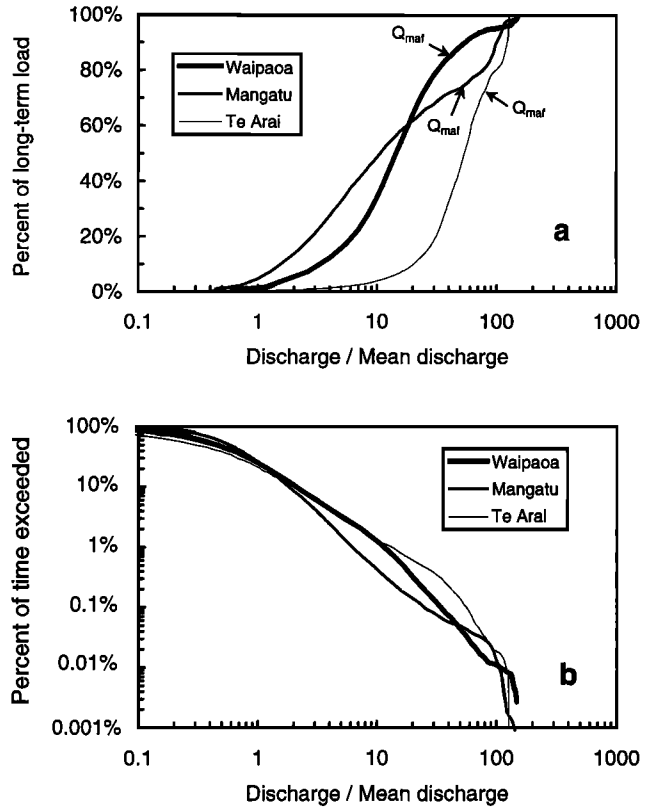 100%
80%
60%
40%
20%
0%
Percent of long-term load
Waipaoa
Mangatu
Te Arai
Qmaf
Qmaf
Qmaf
a
0.1 1 10 100 1000
Discharge / Mean discharge
100%
10%
1%
0.1%
0.01%
0.001%
Percent of time exceeded
Waipaoa
Mangatu
Te Arai
b
0.1 1 10 100 1000
Discharge / Mean discharge